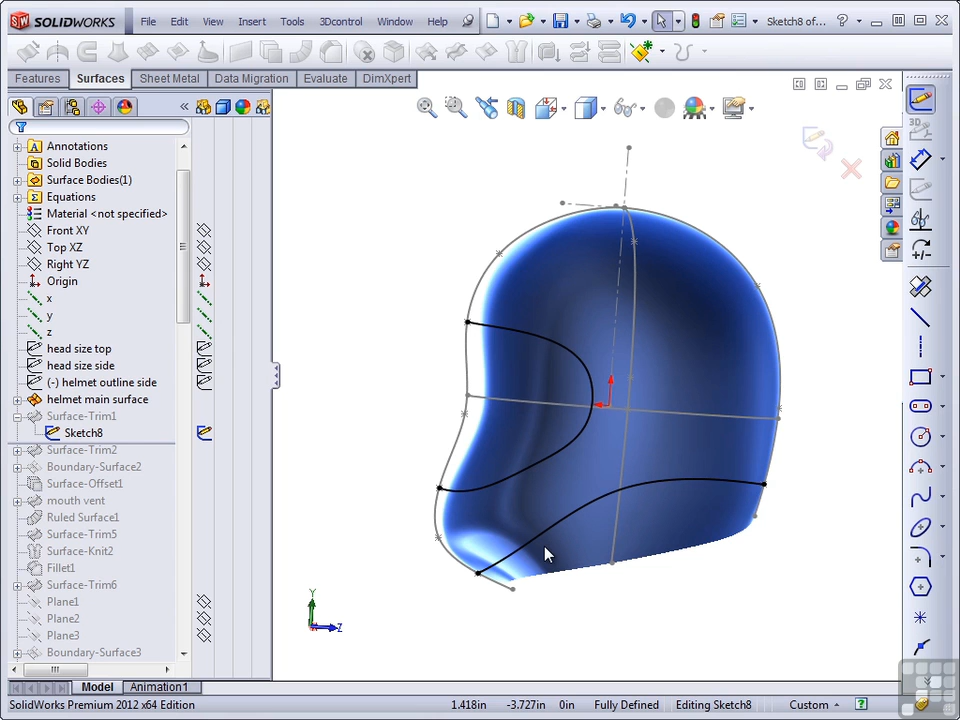 SOLIDWORKS File Edit View Insert Tools 3Dcontrol Window Help Sketch8 of... ?
Features Surfaces Sheet Metal Data Migration Evaluate DimXpert
3D
Annotations
Solid Bodies
Surface Bodies(1)
Equations
Material <not specified>
Front XY
Top XZ
Right YZ
Origin
x
y
z
head size top
head size side
(-) helmet outline side
helmet main surface
Surface-Trim1
Sketch8
Surface-Trim2
Boundary-Surface2
Surface-Offset1
mouth vent
Ruled Surface1
Surface-Trim5
Surface-Knit2
Fillet1
Surface-Trim6
Plane1
Plane2
Plane3
Boundary-Surface3
Y
Z
Model Animation1
SolidWorks Premium 2012 x64 Edition 1.418in -3.727in 0in Fully Defined Editing Sketch8 Custom ?